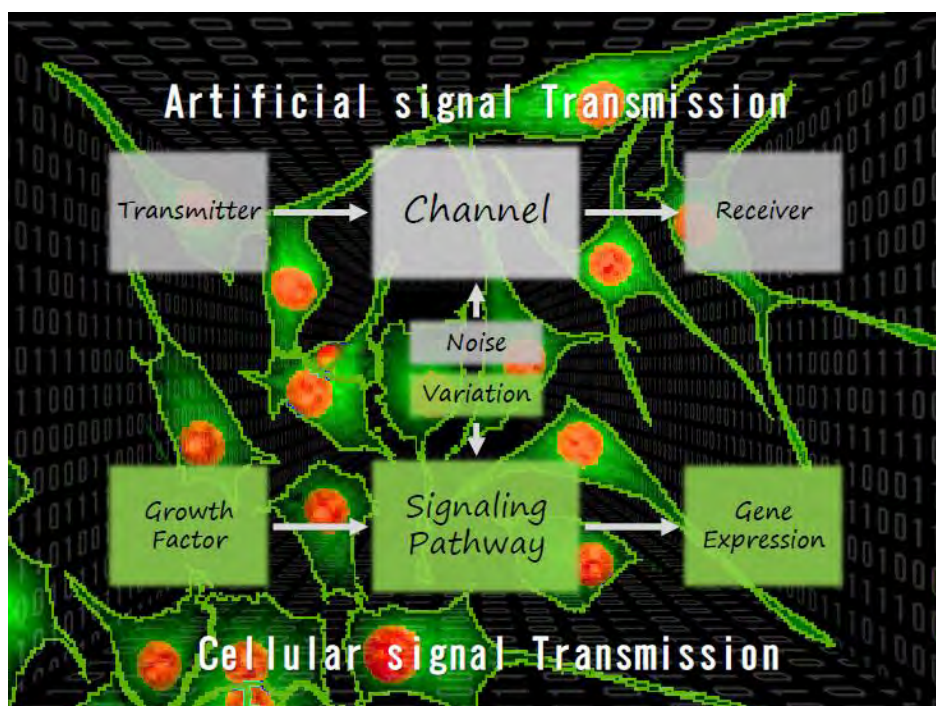 Artificial signal Transmission
Transmitter
Channel
Receiver
Noise
Variation
Growth
Factor
Signaling
Pathway
Gene
Expression
Cellular signal Transmission